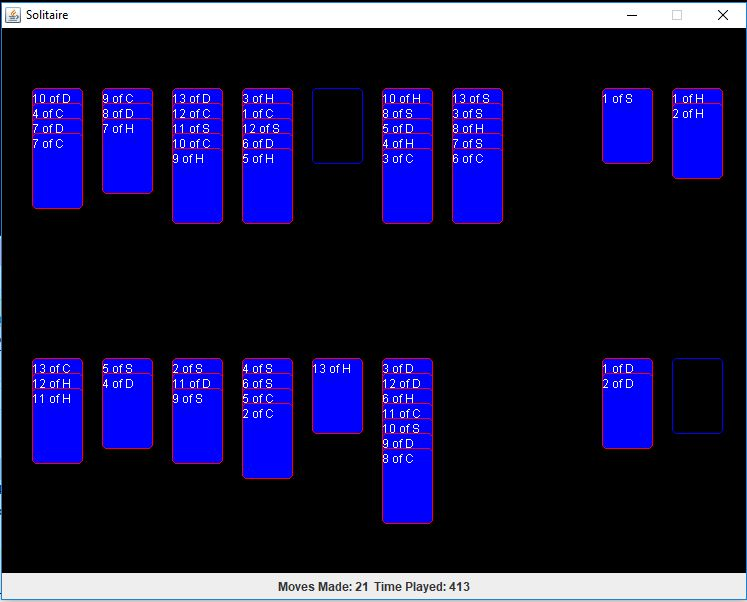 Solitaire
10 of D
4 of C
7 of D
7 of C
9 of C
8 of D
7 of H
13 of D
12 of C
11 of S
10 of C
9 of H
3 of H
1 of C
12 of S
6 of D
5 of H
10 of H
8 of S
5 of D
4 of H
3 of C
13 of S
3 of S
8 of H
7 of S
6 of C
1 of S
1 of H
2 of H
13 of C
12 of H
11 of H
5 of S
4 of D
2 of S
11 of D
9 of S
4 of S
6 of S
5 of C
2 of C
13 of H
3 of D
12 of D
6 of H
11 of C
10 of S
9 of D
8 of C
1 of D
2 of D
Moves Made: 21 Time Played: 413